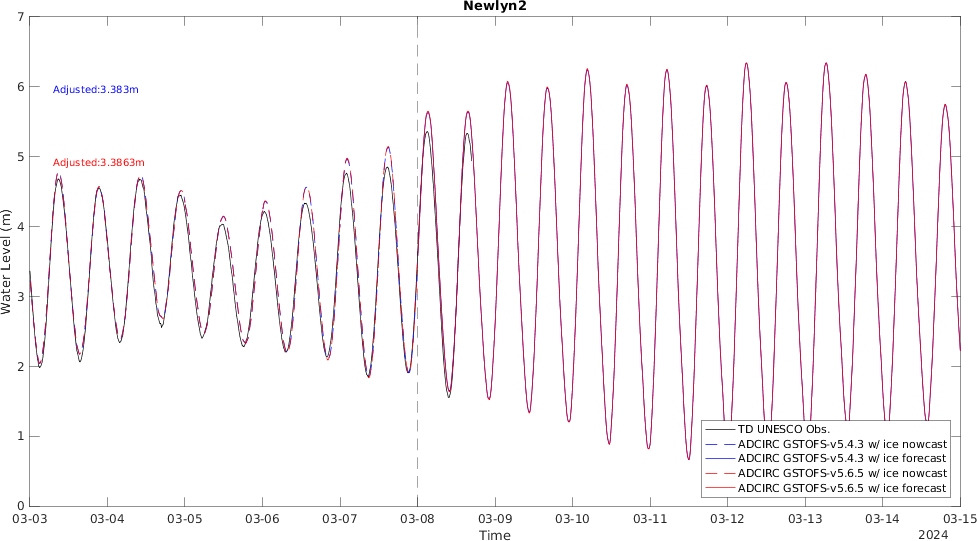 Newlyn2
7
6
5
4
3
2
1
0
Water Level (m)
Adjusted:3.383m
Adjusted:3.3863m
TD UNESCO Obs.
ADCIRC GSTOFS-v5.4.3 w/ ice nowcast
ADCIRC GSTOFS-v5.4.3 w/ ice forecast
ADCIRC GSTOFS-v5.6.5 w/ ice nowcast
ADCIRC GSTOFS-v5.6.5 w/ ice forecast
03-03 03-04 03-05 03-06 03-07 03-08 03-09 03-10 03-11 03-12 03-13 03-14 03-15
Time
2024